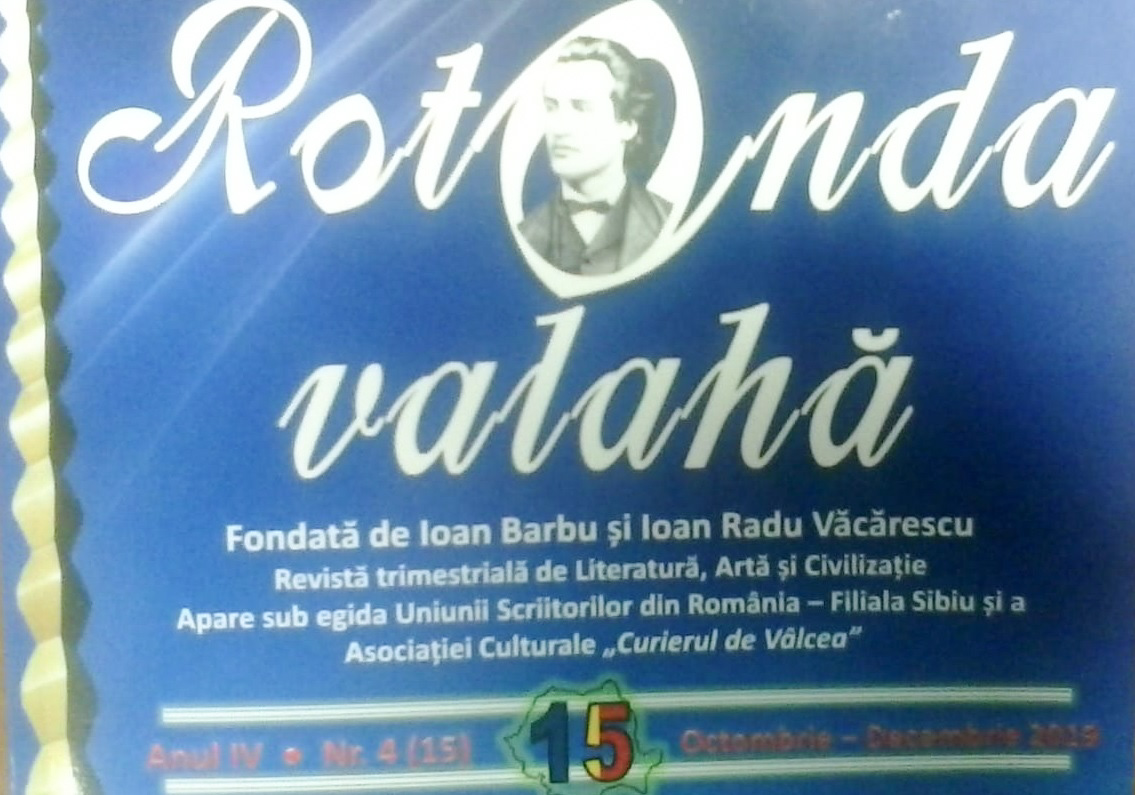 Rotonda
valahă
Fondată de Ioan Barbu și Ioan Radu Văcărescu
Revistă trimestrială de Literatură, Artă și Civilizație
Apare sub egida Uniunii Scriitorilor din România – Filiala Sibiu și a
Asociației Culturale „Curierul de Vâlcea”
Anul IV • Nr. 4 (15) 15 Octombrie – Decembrie